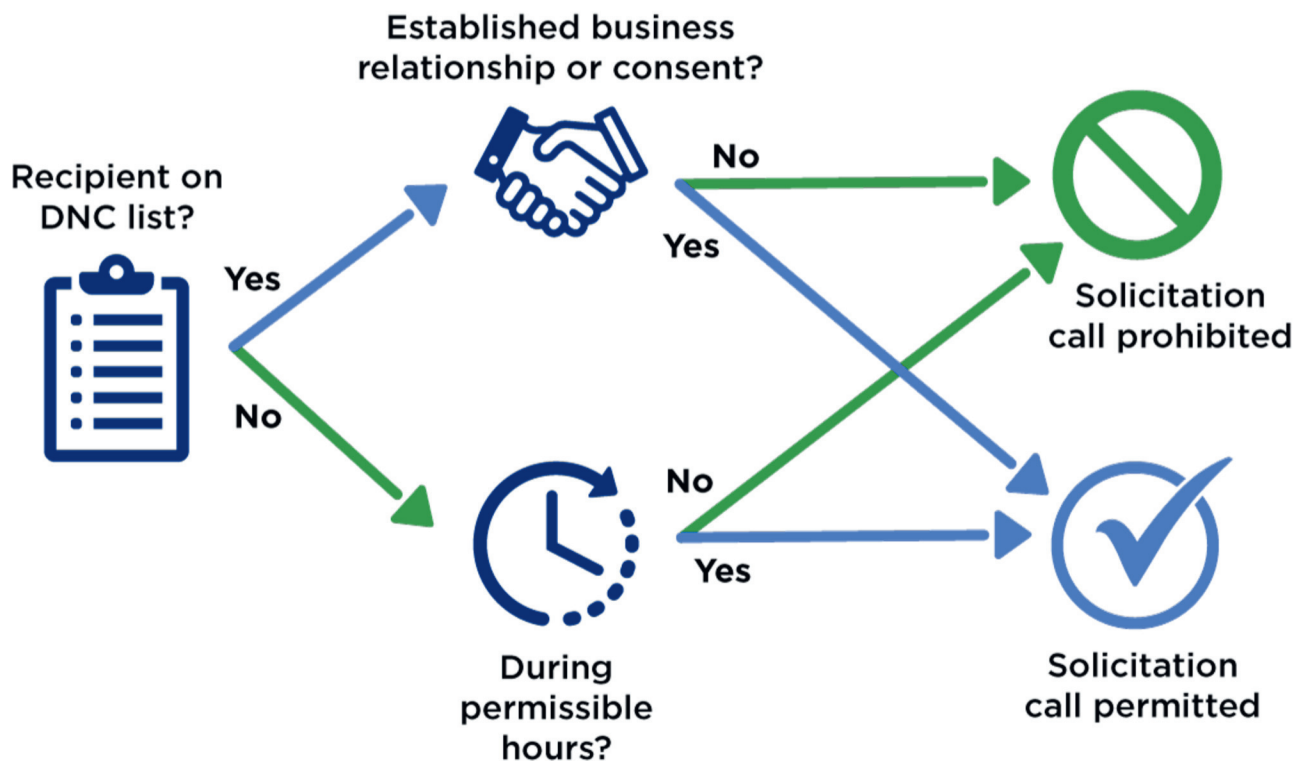 Established business
relationship or consent?
Recipient on
DNC list?
Yes
No
No
Yes
Solicitation
call prohibited
No
Yes
During
permissible
hours?
Solicitation
call permitted